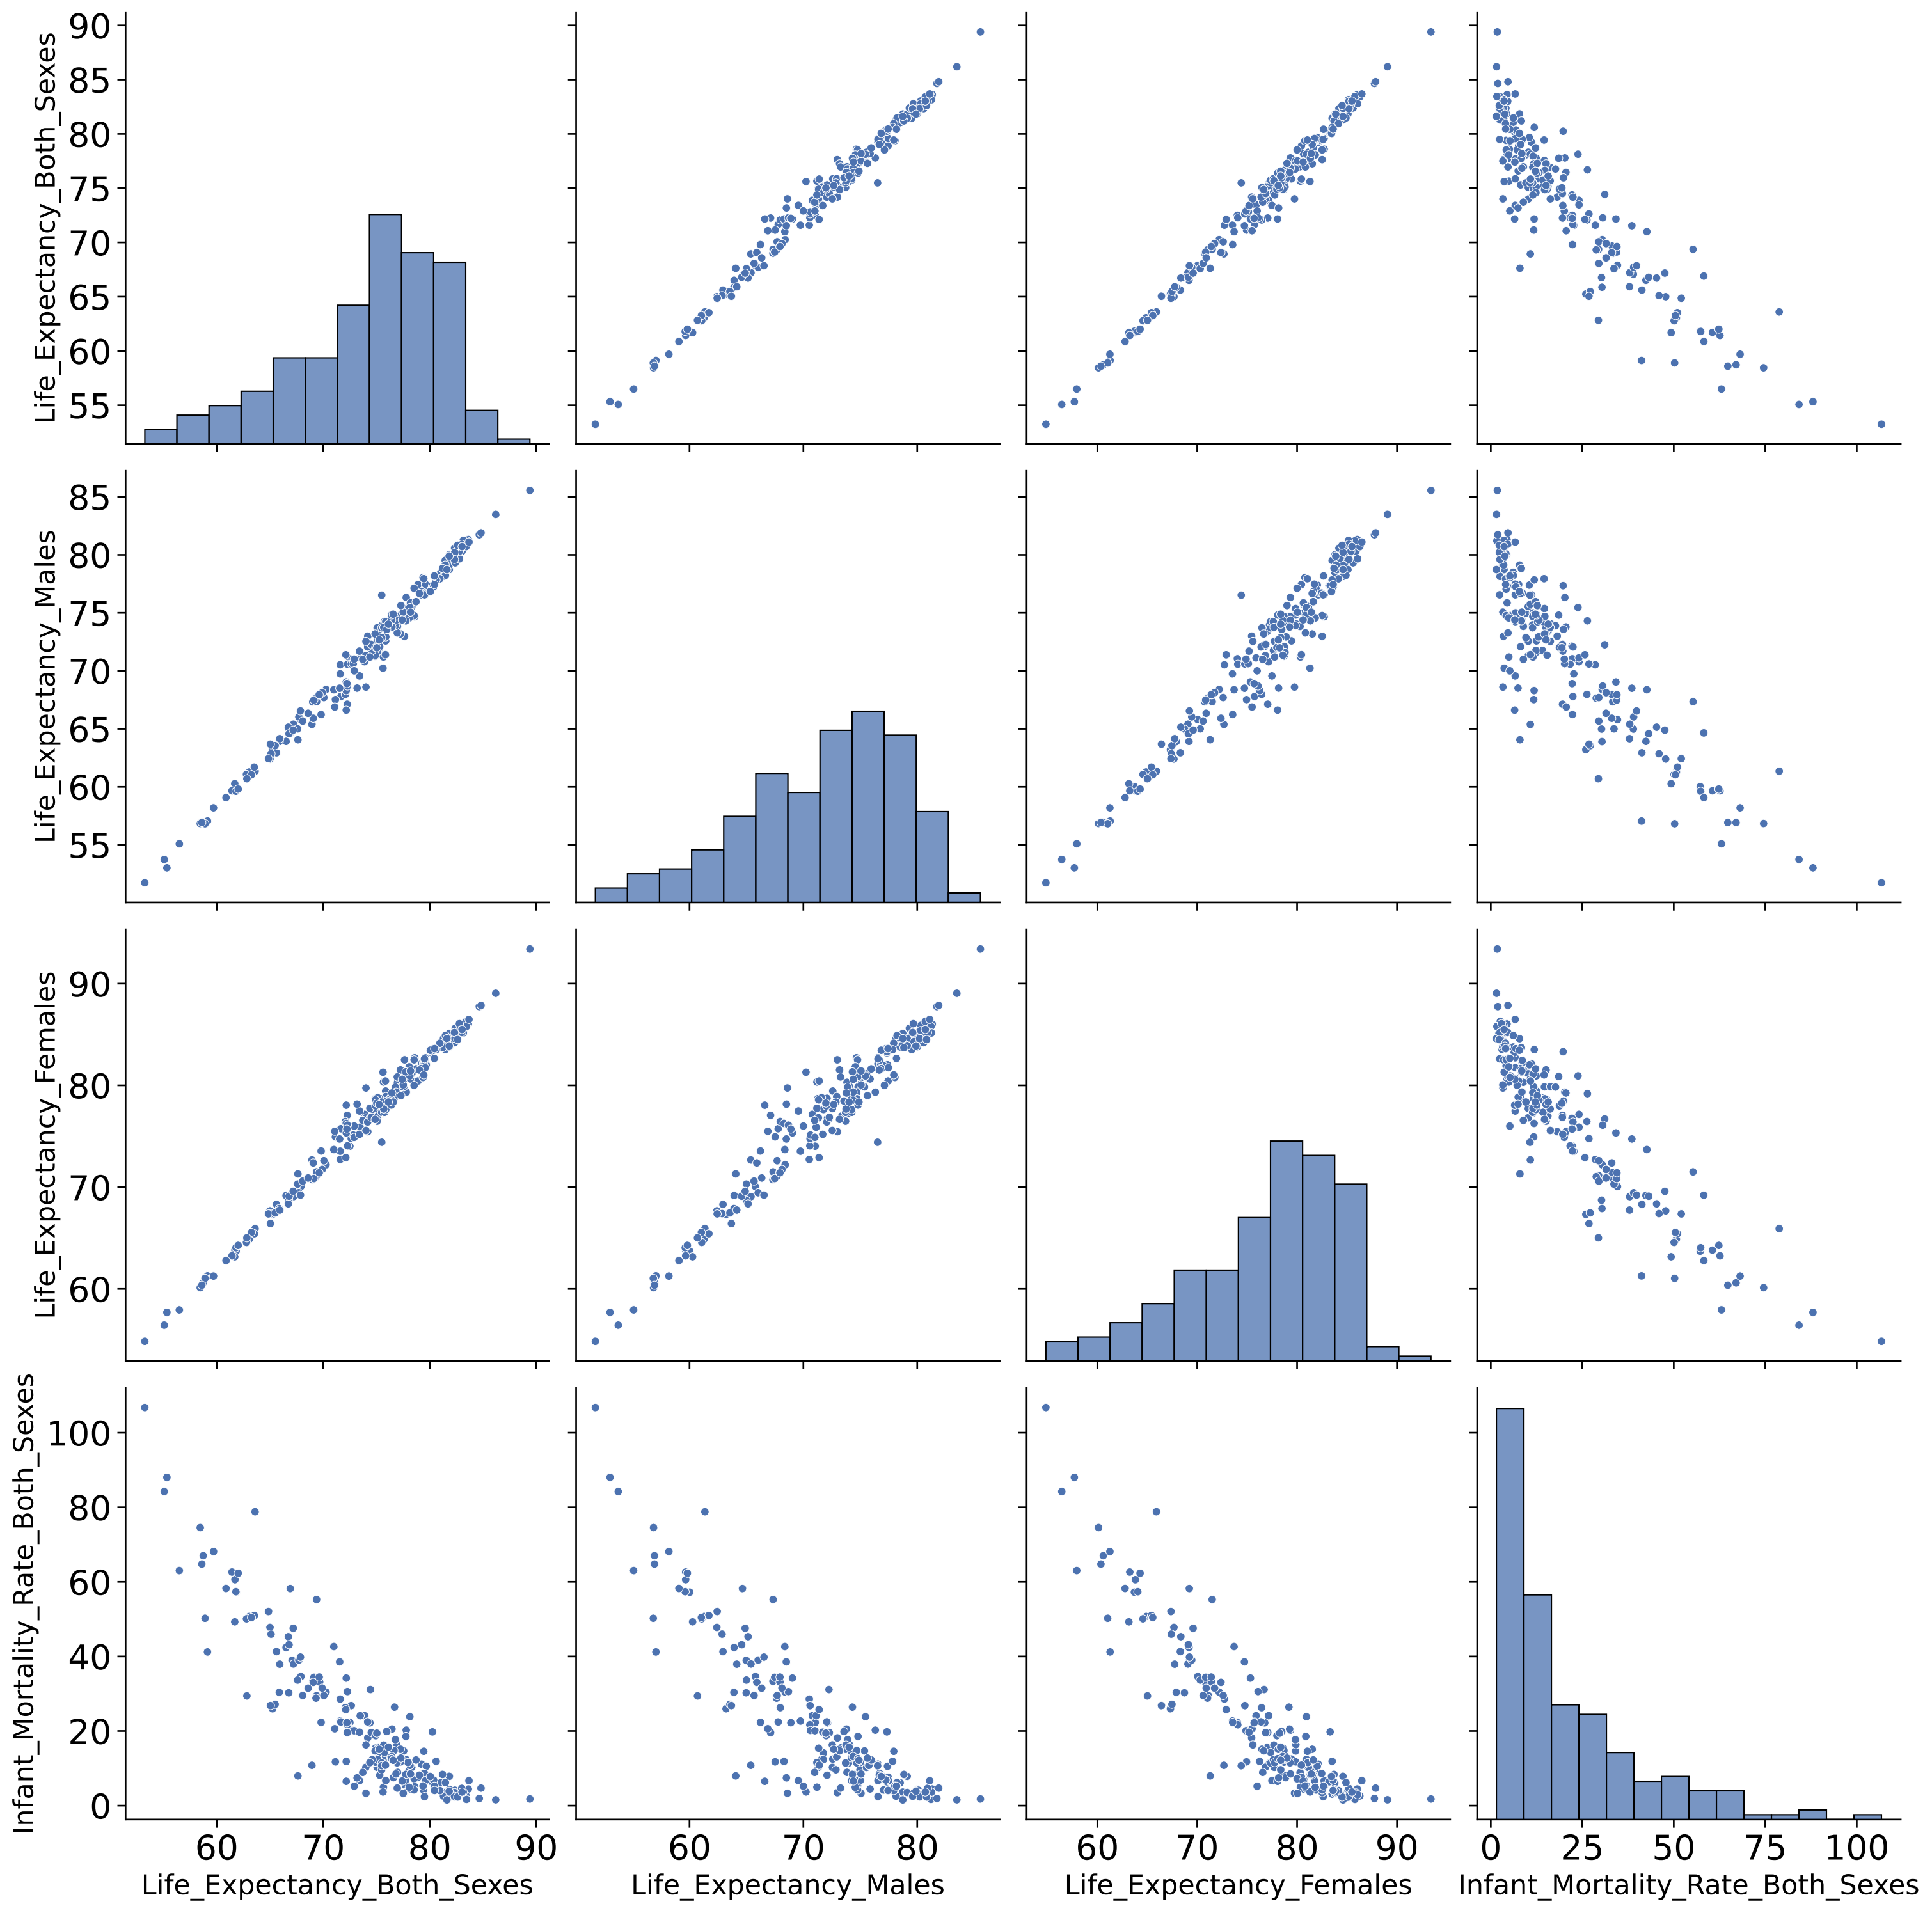 90
85
80
75
70
65
60
55
Life_Expectancy_Both_Sexes
85
80
75
70
65
60
55
Life_Expectancy_Males
90
80
70
60
Life_Expectancy_Females
100
80
60
40
20
0
Infant_Mortality_Rate_Both_Sexes
60 70 80 90
60 70 80
60 70 80 90
0 25 50 75 100
Life_Expectancy_Both_Sexes
Life_Expectancy_Males
Life_Expectancy_Females
Infant_Mortality_Rate_Both_Sexes